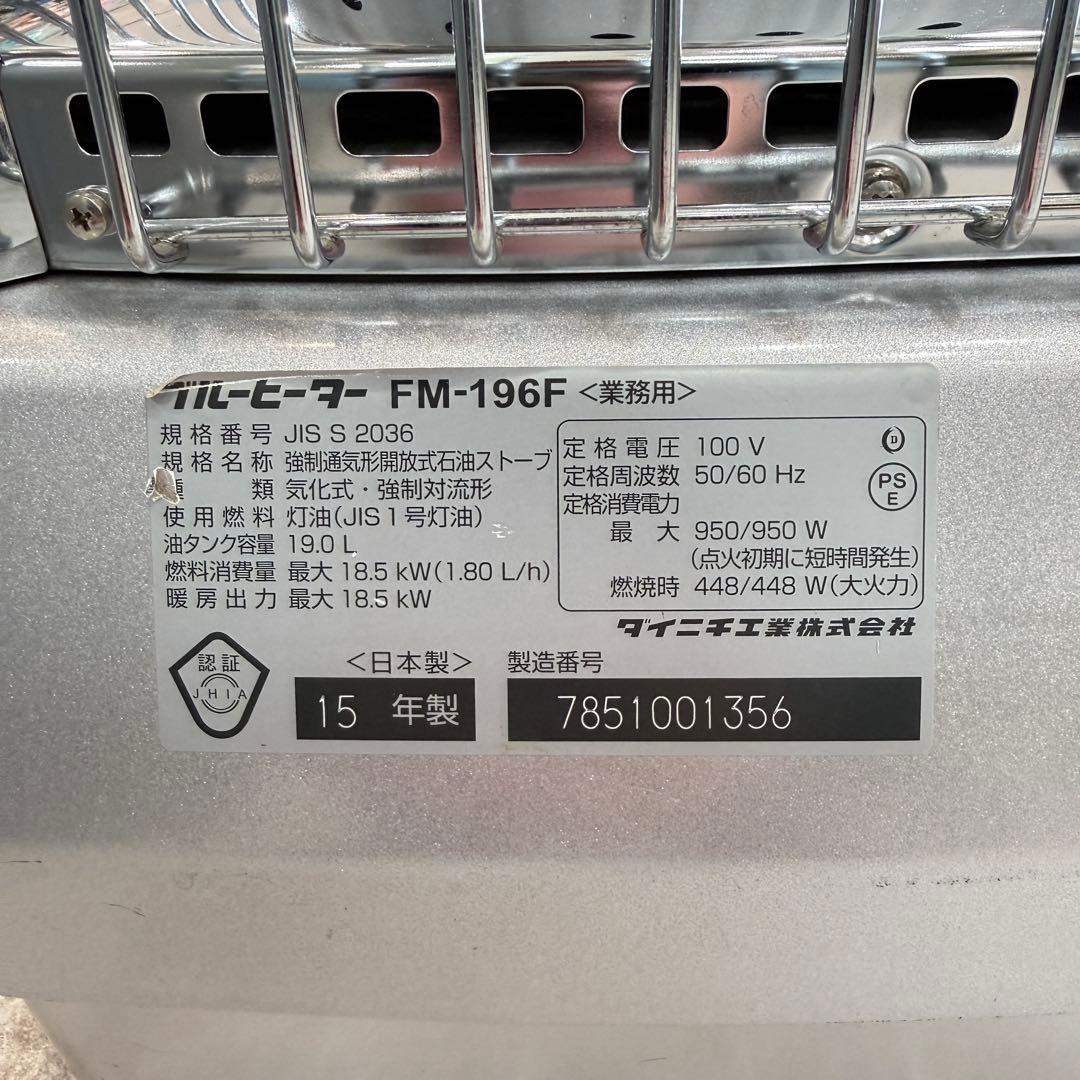 ブルーヒーター FM-196F <業務用>
規格番号 JIS S 2036
規格名称 強制通気形開放式石油ストーブ
種類 気化式・強制対流形
使用燃料 灯油(JIS1号灯油)
油タンク容量 19.0 L
燃料消費量 最大 18.5 kW(1.80 L/h)
暖房出力 最大 18.5 kW
定格電圧 100 V
定格周波数 50/60 Hz
定格消費電力
最大 950/950 W
(点火初期に短時間発生)
燃焼時 448/448 W(大火力)
D
PS
E
ダイニチ工業株式会社
認証
JHIA
<日本製> 製造番号
15 年製 7851001356